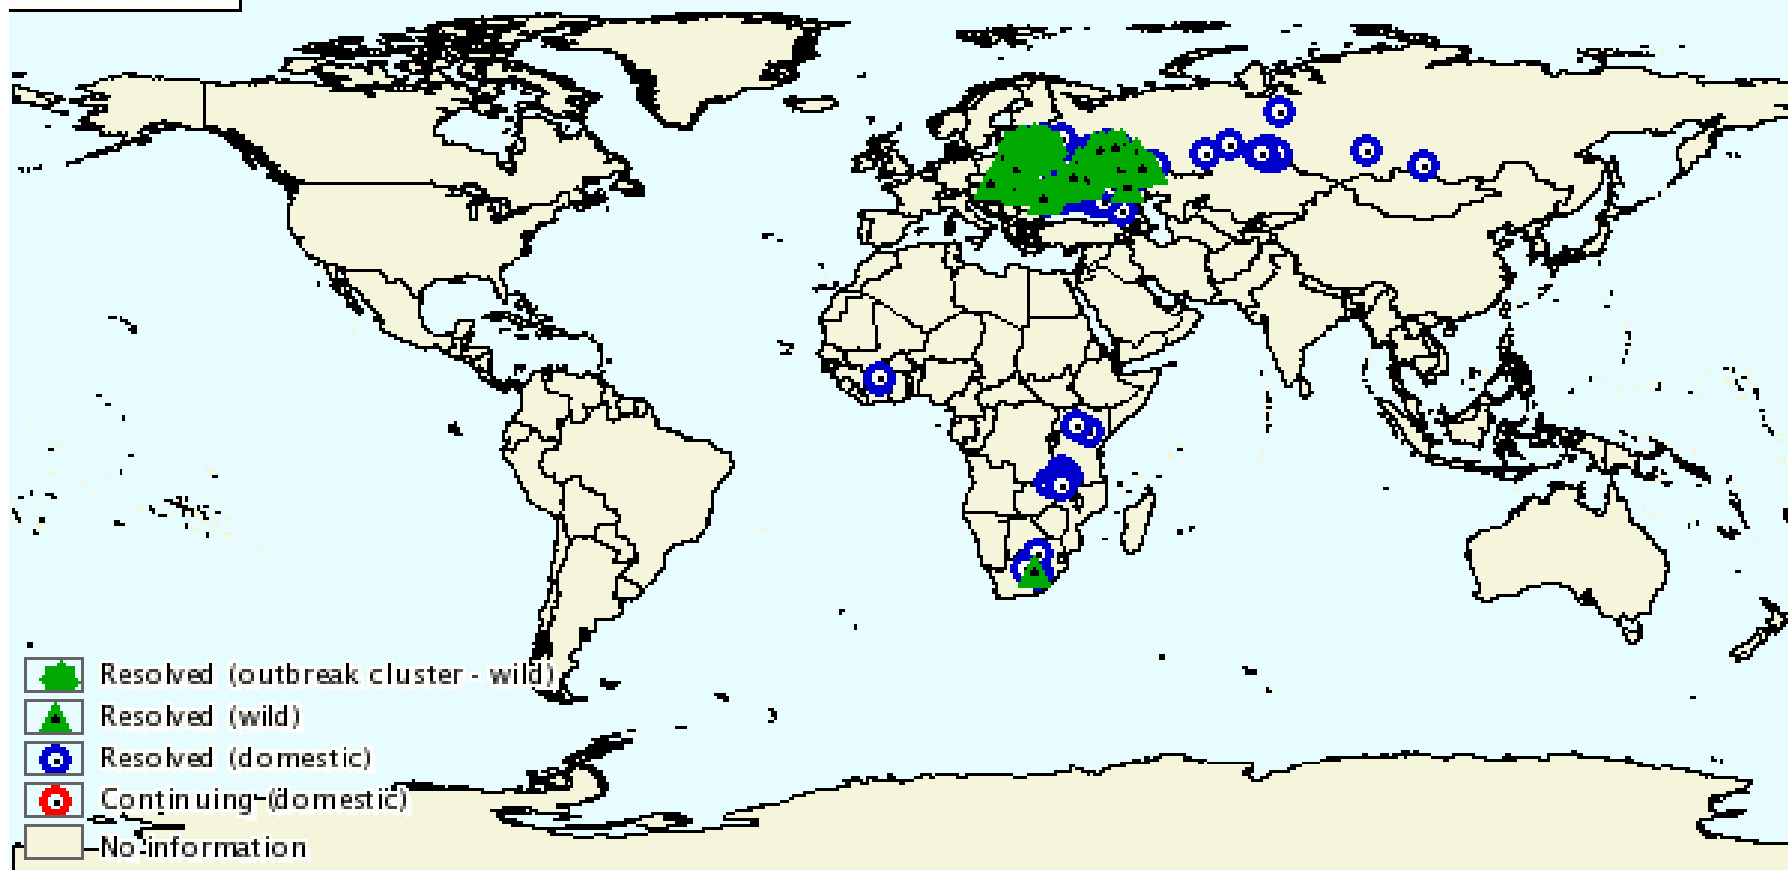 Resolved (outbreak cluster - wild)
Resolved (wild)
Resolved (domestic)
Continuing (domestic)
No information